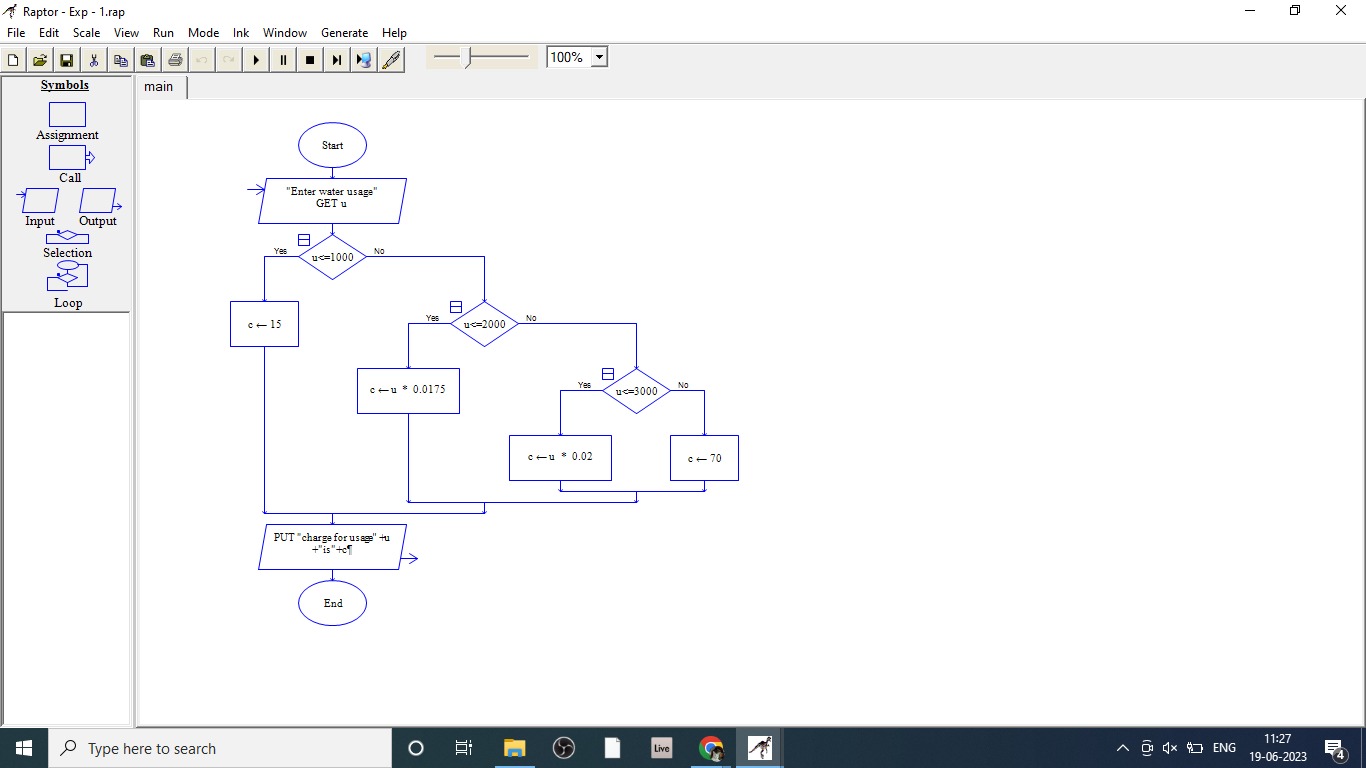 Raptor - Exp - 1.rap
File Edit Scale View Run Mode Ink Window Generate Help
100%
Symbols
main
Assignment
Call
Input Output
Selection
Loop
Start
"Enter water usage"
GET u
Yes u<=1000 No
c ← 15
Yes u<=2000 No
c ← u * 0.0175
Yes u<=3000 No
c ← u * 0.02
c ← 70
PUT "charge for usage" +u
+"is"+c¶
End
Type here to search
Live
ENG
11:27
19-06-2023
4